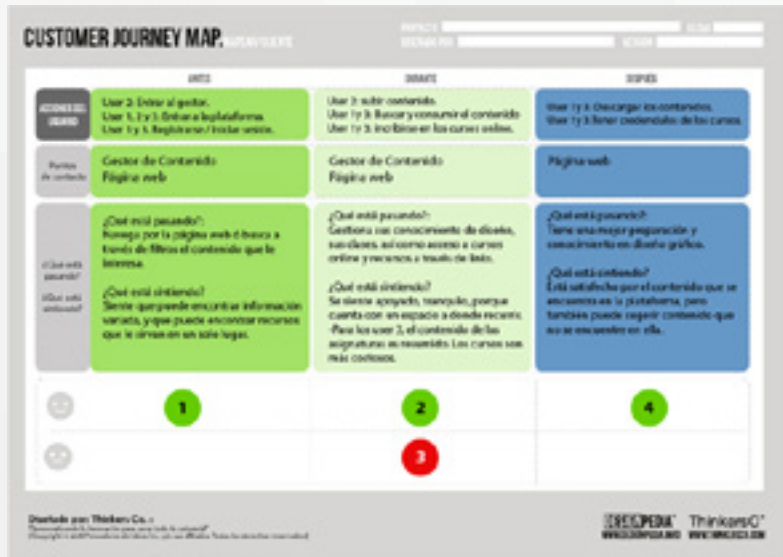 CUSTOMER JOURNEY MAP.
ANTES
DURANTE
DESPUÉS
ACCIONES DEL
USUARIO
User 2: Entrar al gestor.
User 1, 2 y 3: Entrar a la plataforma.
User 1 y 3: Registrarse / Iniciar sesión.
User 2: subir contenido.
User 1 y 3: Buscar y consumir el contenido
User 1 y 3: inscribirse en los cursos online.
User 1 y 3: Descargar los contenidos.
User 1 y 3: Tener credenciales de los cursos.
Puntos
de contacto
Gestor de Contenido
Página web
Gestor de Contenido
Página web
Página web
¿Qué está
pasando?
¿Qué está
sintiendo?
¿Qué está pasando?:
Navega por la página web ó busca a
través de filtros el contenido que le
interesa.
¿Qué está sintiendo?
Siente que puede encontrar información
variada, y que puede encontrar recursos
que le sirvan en un solo lugar.
¿Qué está pasando?:
Gestiona sus conocimiento de diseño,
sus clases, así como acceso a cursos
online y recursos a través de links.
¿Qué está sintiendo?
Se siente apoyado, tranquilo, porque
cuenta con un espacio a donde recurrir.
-Para los user 3, el contenido de las
asignaturas es resumido. Los cursos son
más costosos.
¿Qué está pasando?:
Tiene una mejor preparación y
conocimiento en diseño gráfico.
¿Qué está sintiendo?
Está satisfecho por el contenido que se
encuentra en la plataforma, pero
también puede sugerir contenido que
no se encuentre en ella.
1
2
4
3
Diseñado por: Thinkers Co.
ThinkersC°